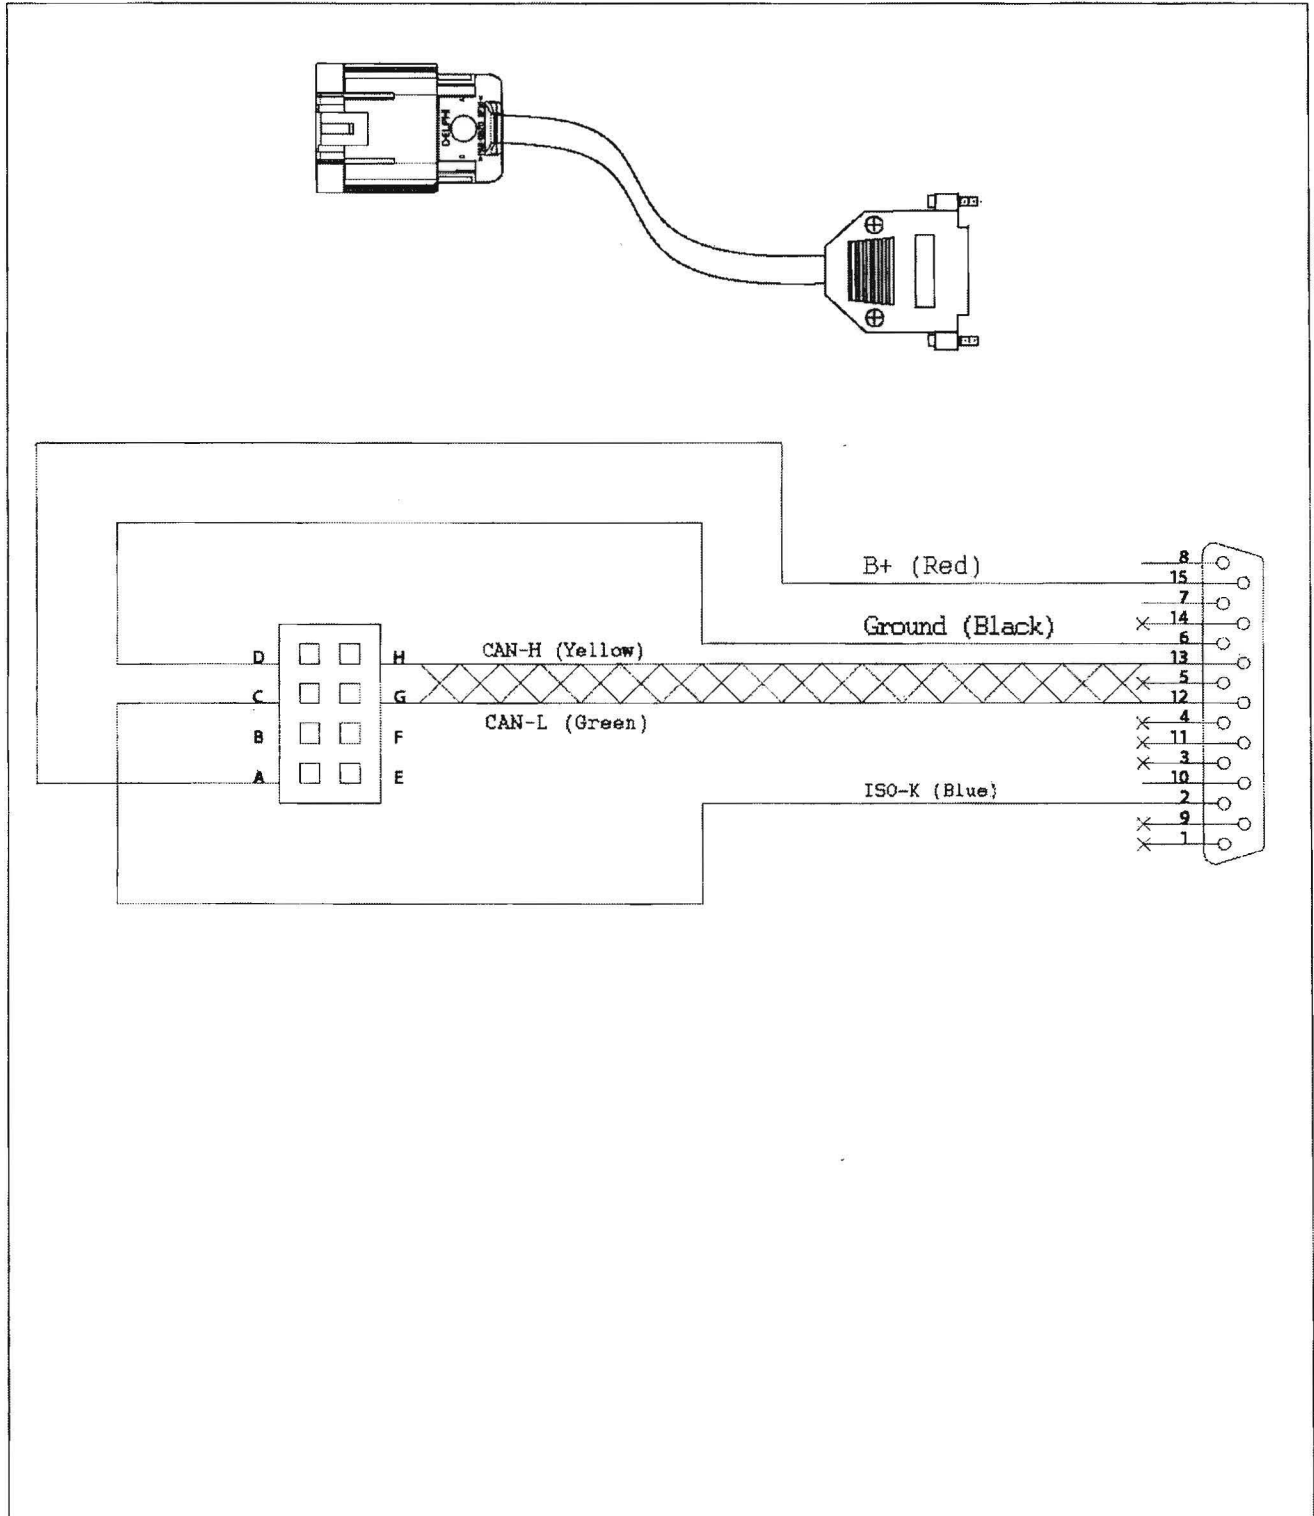 DELPHI
B+ (Red)
8
15
7
14
Ground (Black)
6
D
H
CAN-H (Yellow)
13
5
C
G
12
CAN-L (Green)
4
B
F
11
3
A
E
10
ISO-K (Blue)
2
9
1